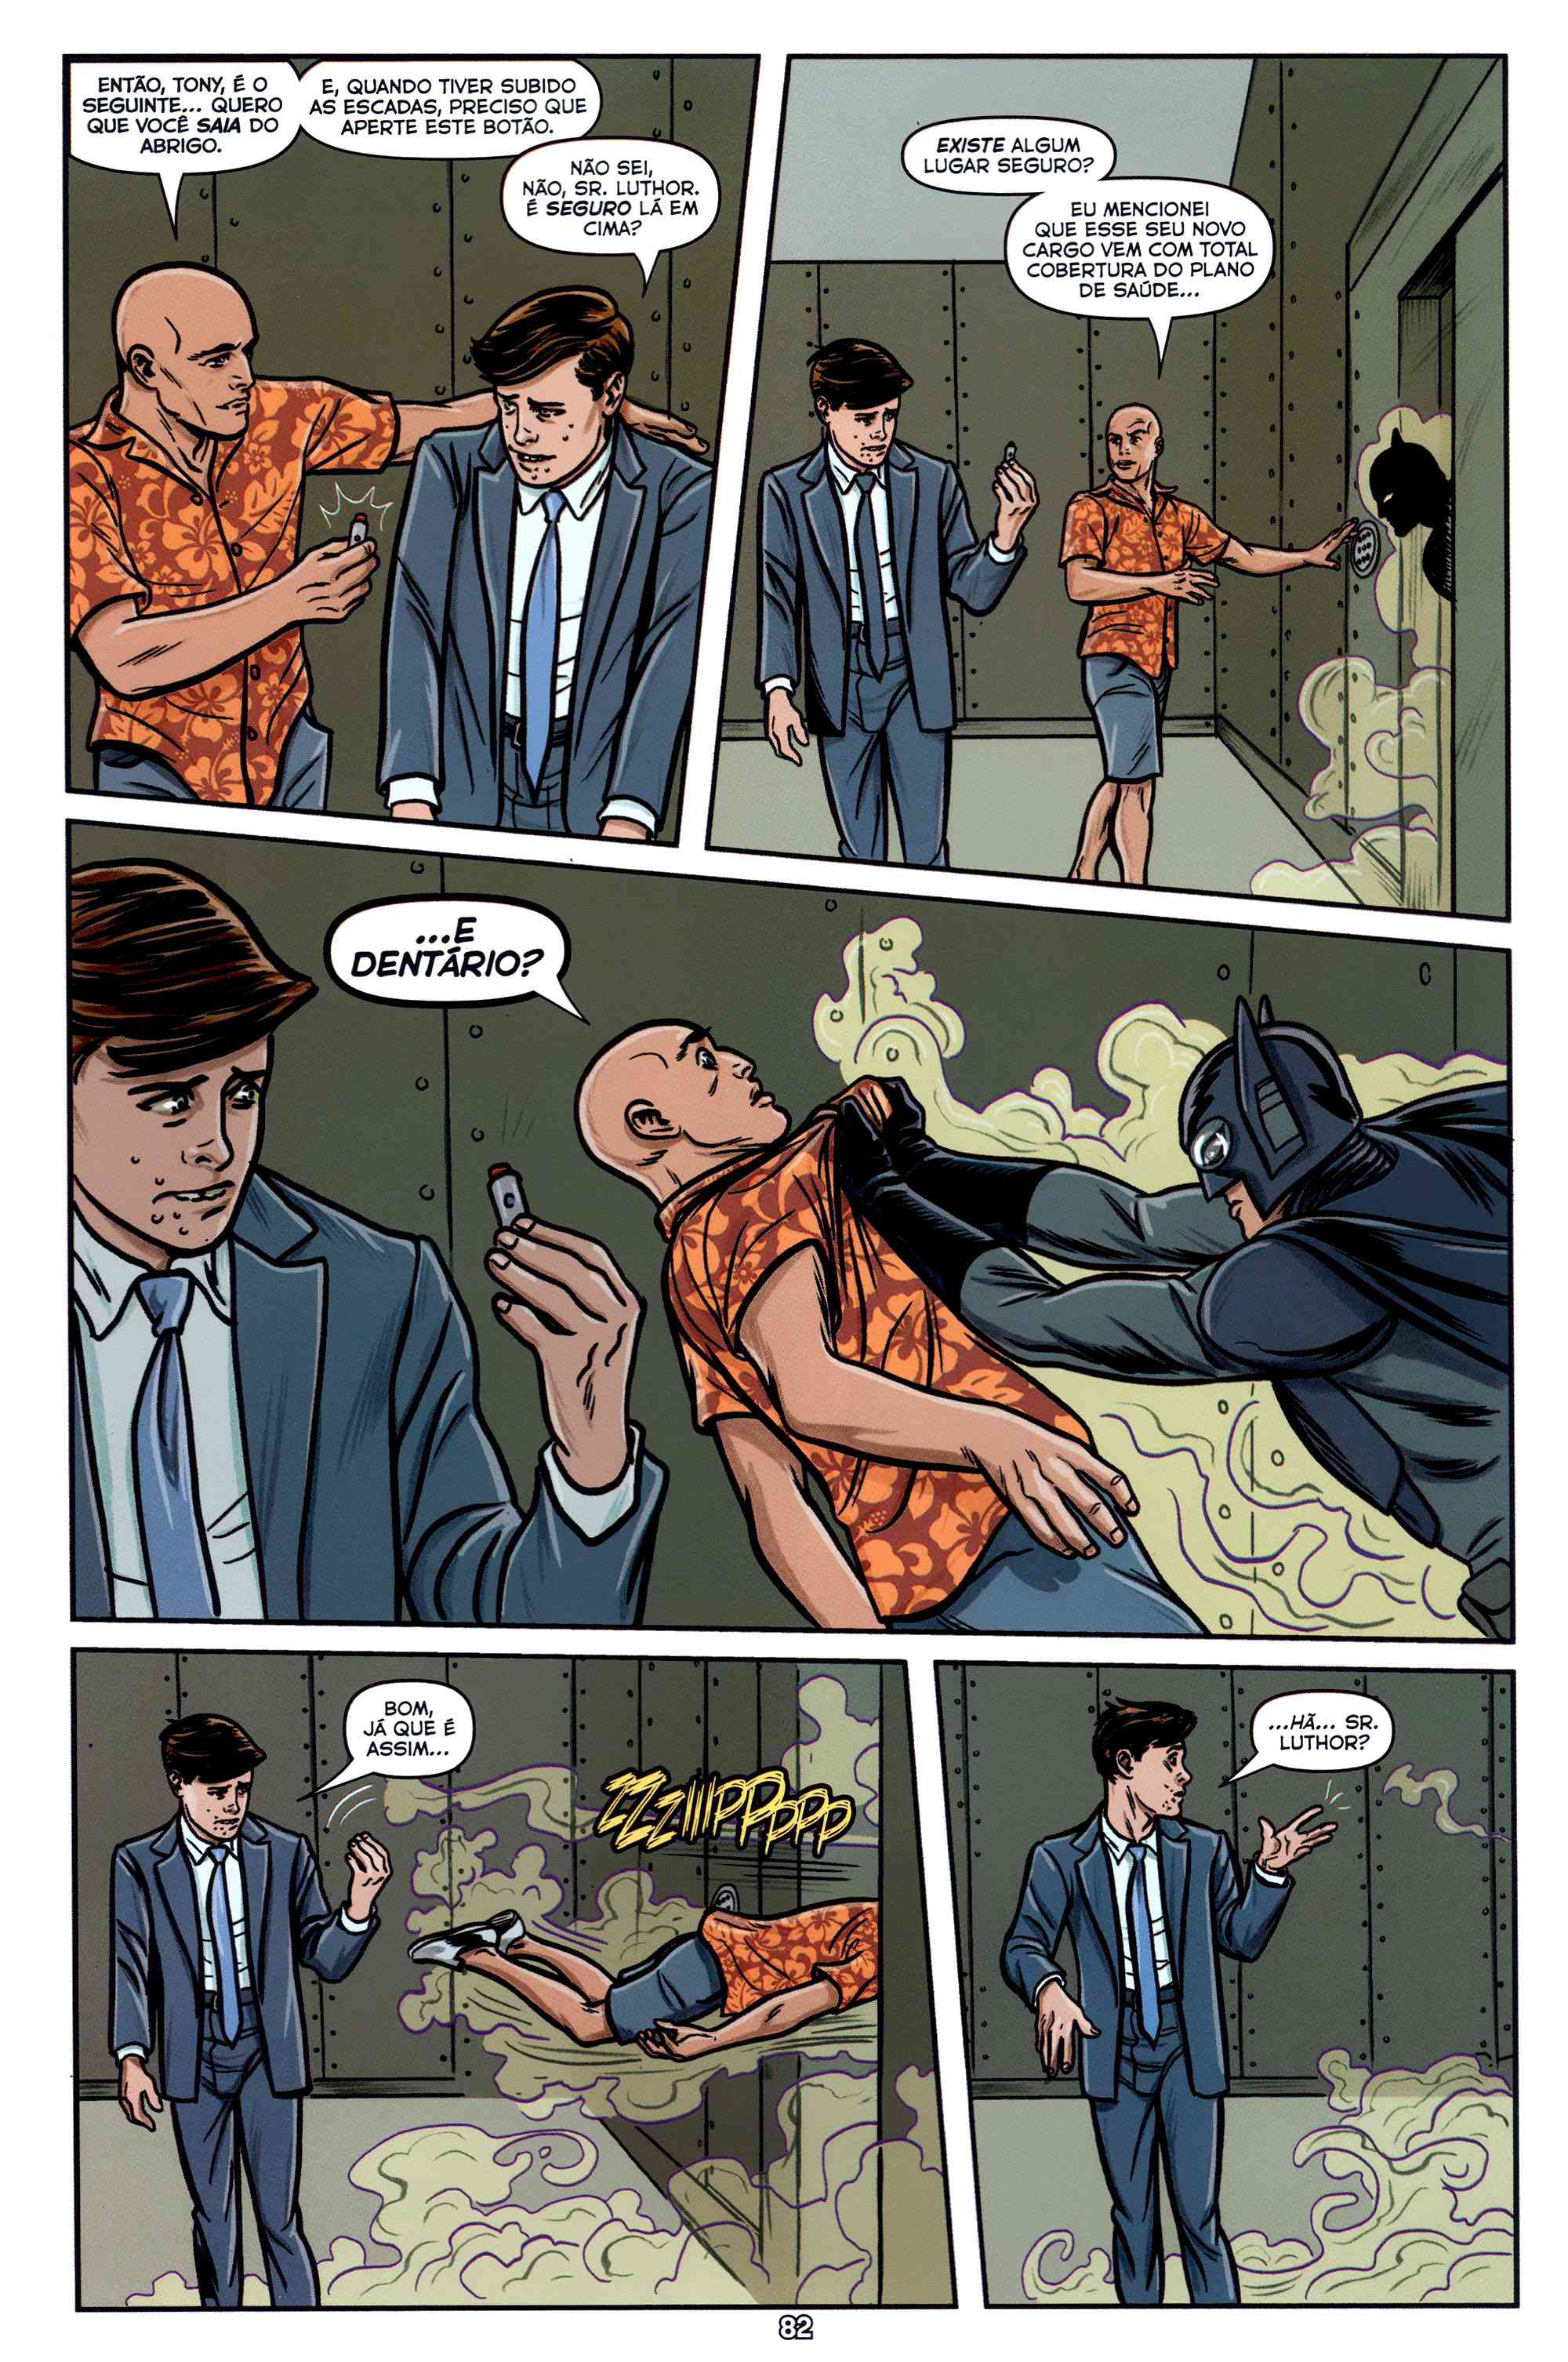 ENTÃO, TONY, É O
SEGUINTE... QUERO
QUE VOCÊ SAIA DO
ABRIGO.
E, QUANDO TIVER SUBIDO
AS ESCADAS, PRECISO QUE
APERTE ESTE BOTÃO.
NÃO SEI,
NÃO, SR. LUTHOR.
É SEGURO LÁ EM
CIMA?
EXISTE ALGUM
LUGAR SEGURO?
EU MENCIONEI
QUE ESSE SEU NOVO
CARGO VEM COM TOTAL
COBERTURA DO PLANO
DE SAÚDE...
...E
DENTÁRIO?
BOM,
JÁ QUE É
ASSIM...
ZZZIIIPPPPPP
...HÃ... SR.
LUTHOR?
82